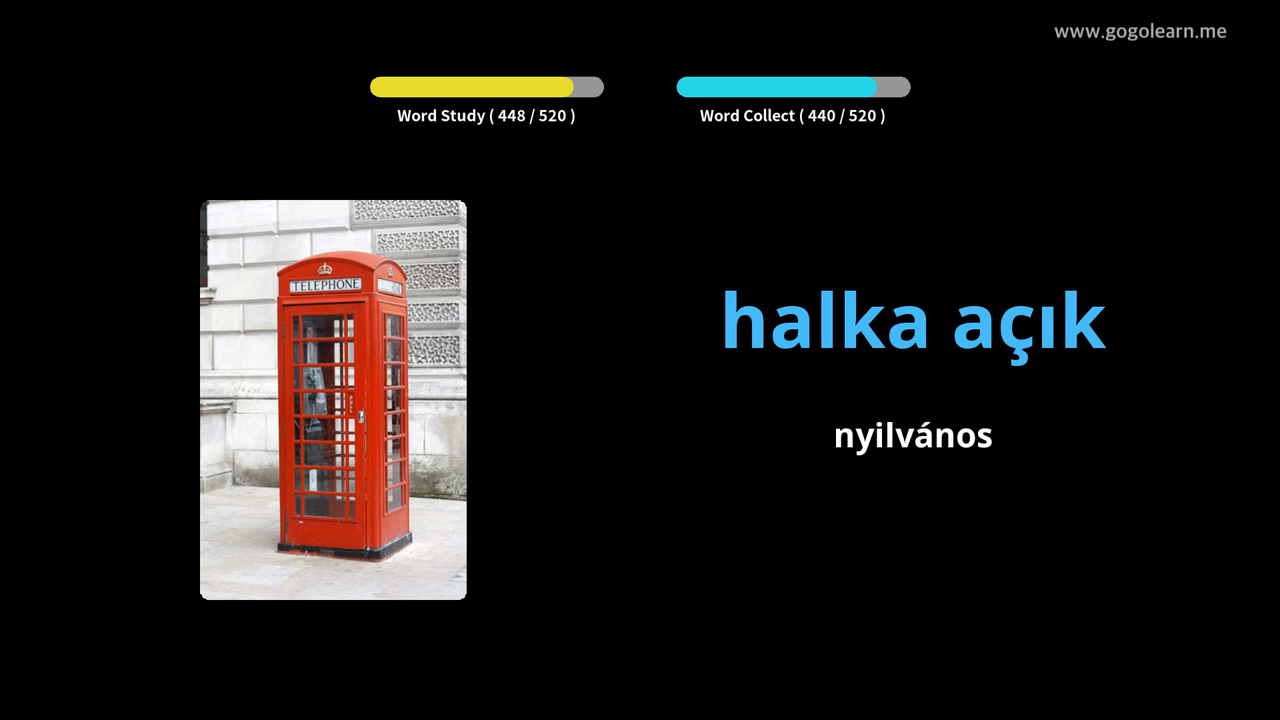 www.gogolearn.me
Word Study ( 448 / 520 )
Word Collect ( 440 / 520 )
TELEPHONE
halka açık
nyilvános